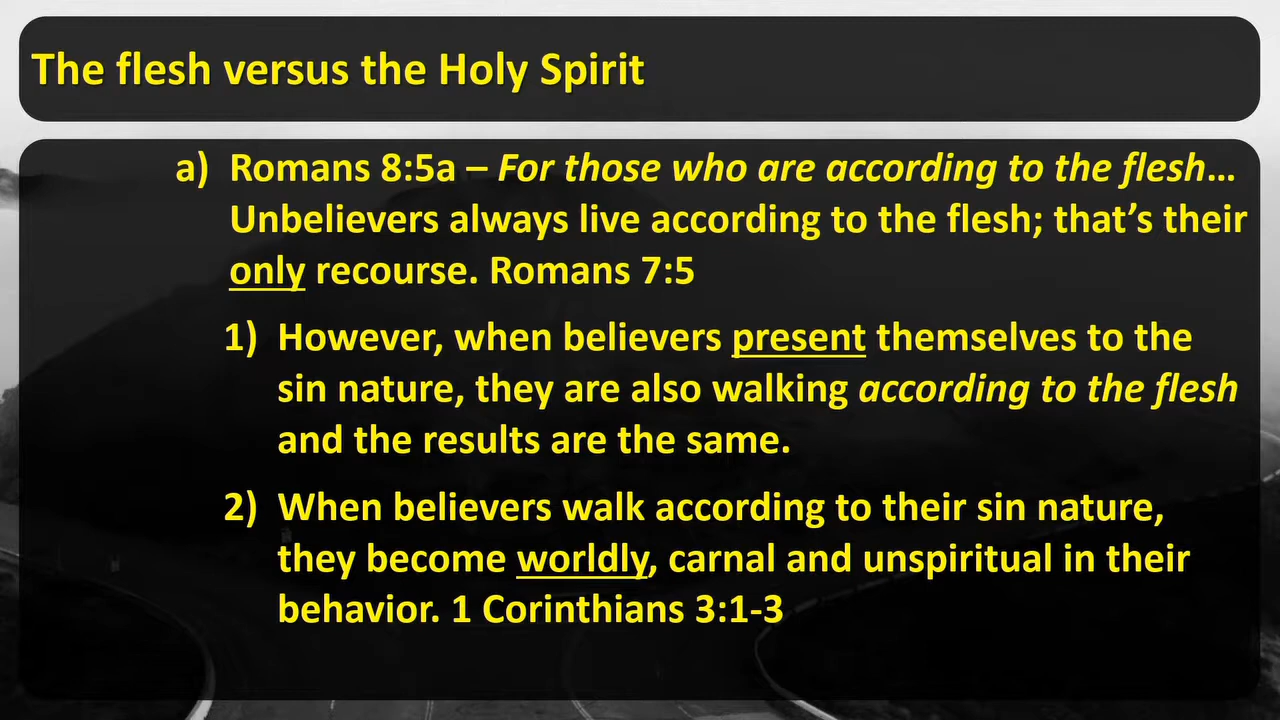 The flesh versus the Holy Spirit
a) Romans 8:5a – For those who are according to the flesh…
Unbelievers always live according to the flesh; that’s their
only recourse. Romans 7:5
1) However, when believers present themselves to the
sin nature, they are also walking according to the flesh
and the results are the same.
2) When believers walk according to their sin nature,
they become worldly, carnal and unspiritual in their
behavior. 1 Corinthians 3:1-3